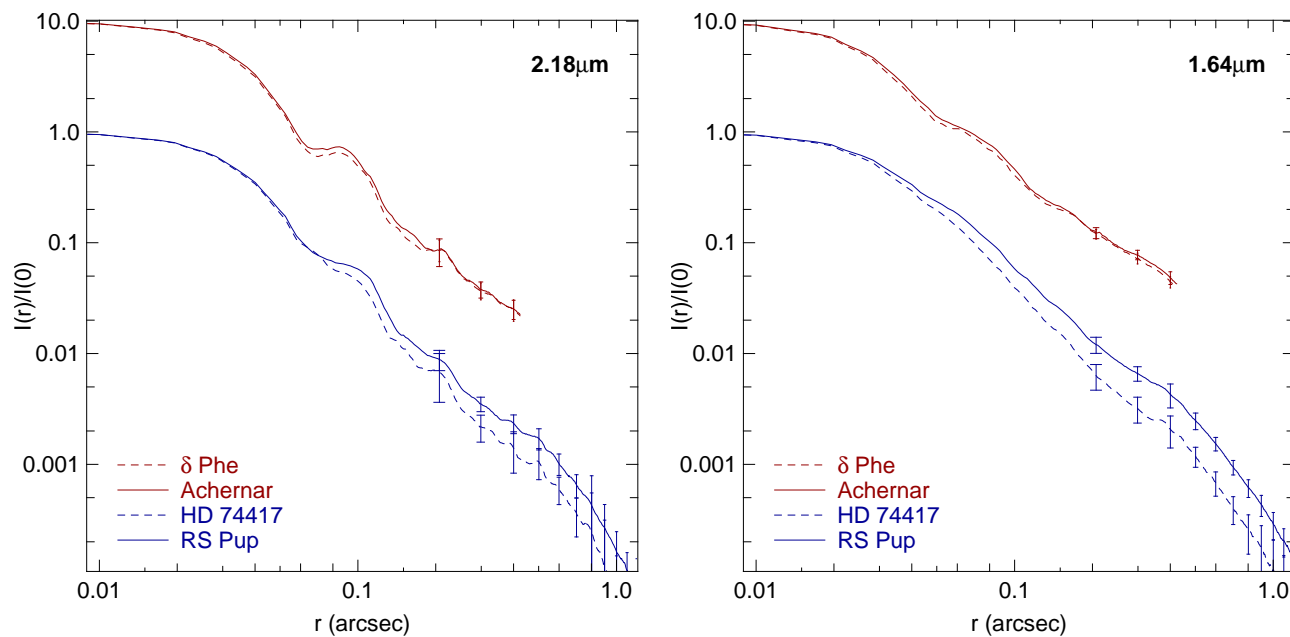 10.0
1.0
0.1
0.01
0.001
I(r)/I(0)
2.18μm
δ Phe
Achernar
HD 74417
RS Pup
0.01
0.1
1.0
r (arcsec)
10.0
1.0
0.1
0.01
0.001
I(r)/I(0)
1.64μm
δ Phe
Achernar
HD 74417
RS Pup
0.01
0.1
1.0
r (arcsec)